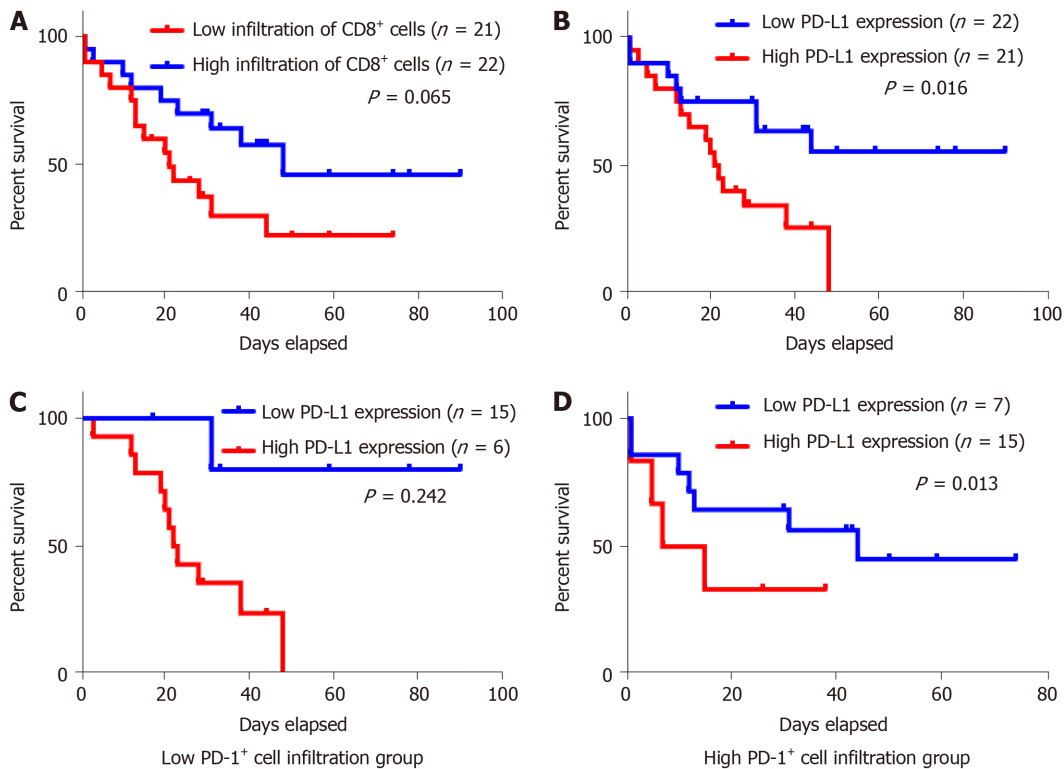 A
Low infiltration of CD8⁺ cells (n = 21)
High infiltration of CD8⁺ cells (n = 22)
P = 0.065
Percent survival
100
50
0
0 20 40 60 80 100
Days elapsed
B
Low PD-L1 expression (n = 22)
High PD-L1 expression (n = 21)
P = 0.016
Percent survival
100
50
0
0 20 40 60 80 100
Days elapsed
C
Low PD-L1 expression (n = 15)
High PD-L1 expression (n = 6)
P = 0.242
Percent survival
100
50
0
0 20 40 60 80 100
Days elapsed
Low PD-1⁺ cell infiltration group
D
Low PD-L1 expression (n = 7)
High PD-L1 expression (n = 15)
P = 0.013
Percent survival
100
50
0
0 20 40 60 80
Days elapsed
High PD-1⁺ cell infiltration group